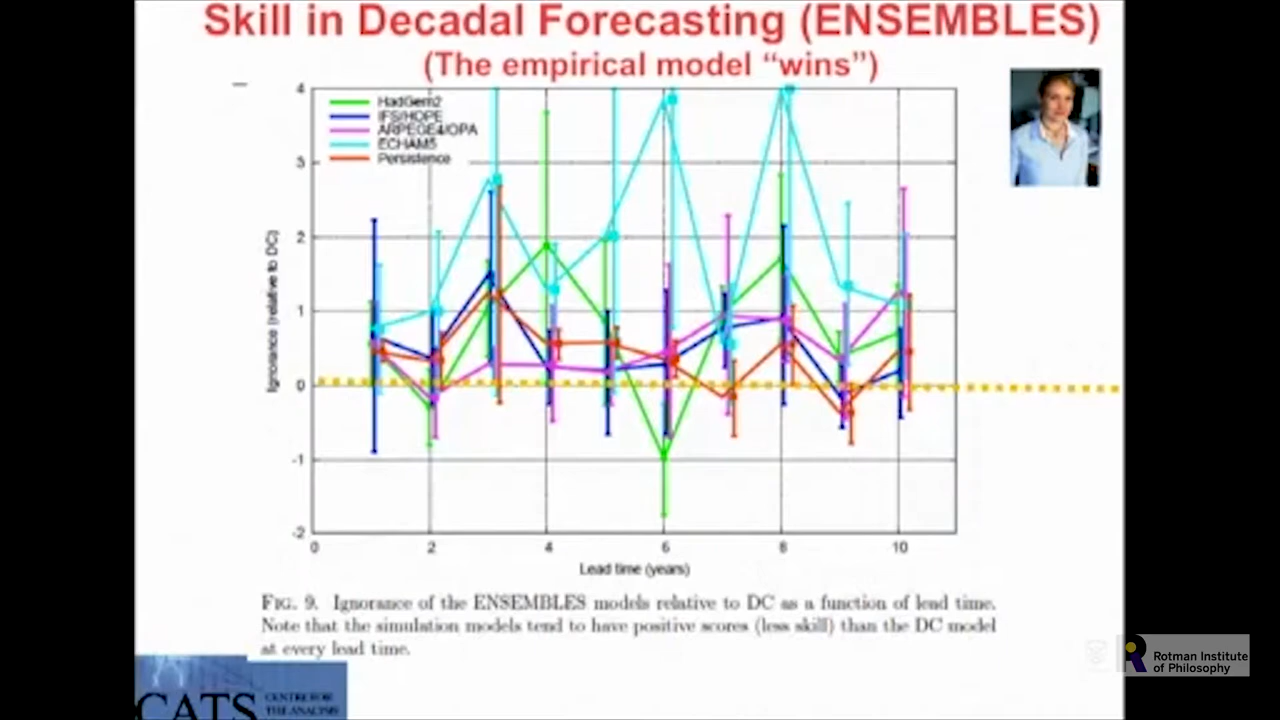 Skill in Decadal Forecasting (ENSEMBLES)
(The empirical model “wins”)
HadGem2
IFS/HOPE
ARPEGE4/OPA
ECHAM5
Persistence
4
3
2
1
0
-1
-2
Ignorance (relative to DC)
0 2 4 6 8 10
Lead time (years)
FIG. 9. Ignorance of the ENSEMBLES models relative to DC as a function of lead time.
Note that the simulation models tend to have positive scores (less skill) than the DC model
at every lead time.
CATS
CENTRE FOR
THE ANALYSIS
Rotman Institute
of Philosophy